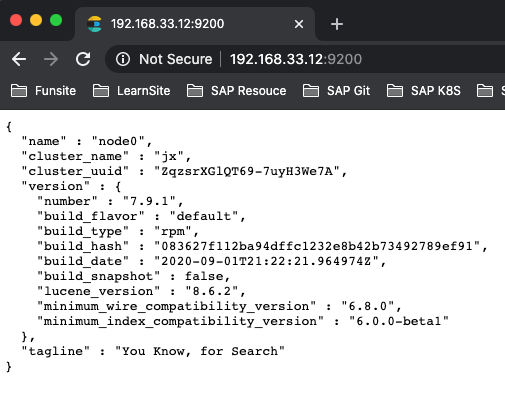 192.168.33.12:9200
Not Secure
192.168.33.12:9200
Funsite
LearnSite
SAP Resouce
SAP Git
SAP K8S
S
{
"name" : "node0",
"cluster_name" : "jx",
"cluster_uuid" : "ZqzsrXGlQT69-7uyH3We7A",
"version" : {
"number" : "7.9.1",
"build_flavor" : "default",
"build_type" : "rpm",
"build_hash" : "083627f112ba94dffc1232e8b42b73492789ef91",
"build_date" : "2020-09-01T21:22:21.964974Z",
"build_snapshot" : false,
"lucene_version" : "8.6.2",
"minimum_wire_compatibility_version" : "6.8.0",
"minimum_index_compatibility_version" : "6.0.0-beta1"
},
"tagline" : "You Know, for Search"
}